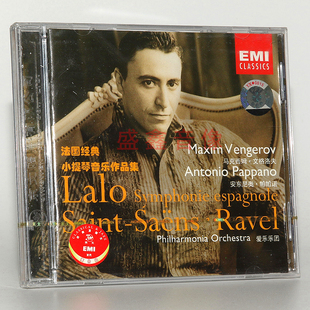 EMI
CLASSICS
Maxim Vengerov
马克西姆·文格洛夫
Antonio Pappano
安东尼奥·帕帕诺
法国经典
小提琴音乐作品集
Lalo Symphonie espagnole
Saint-Saëns · Ravel
Philharmonia Orchestra 爱乐乐团
EMI